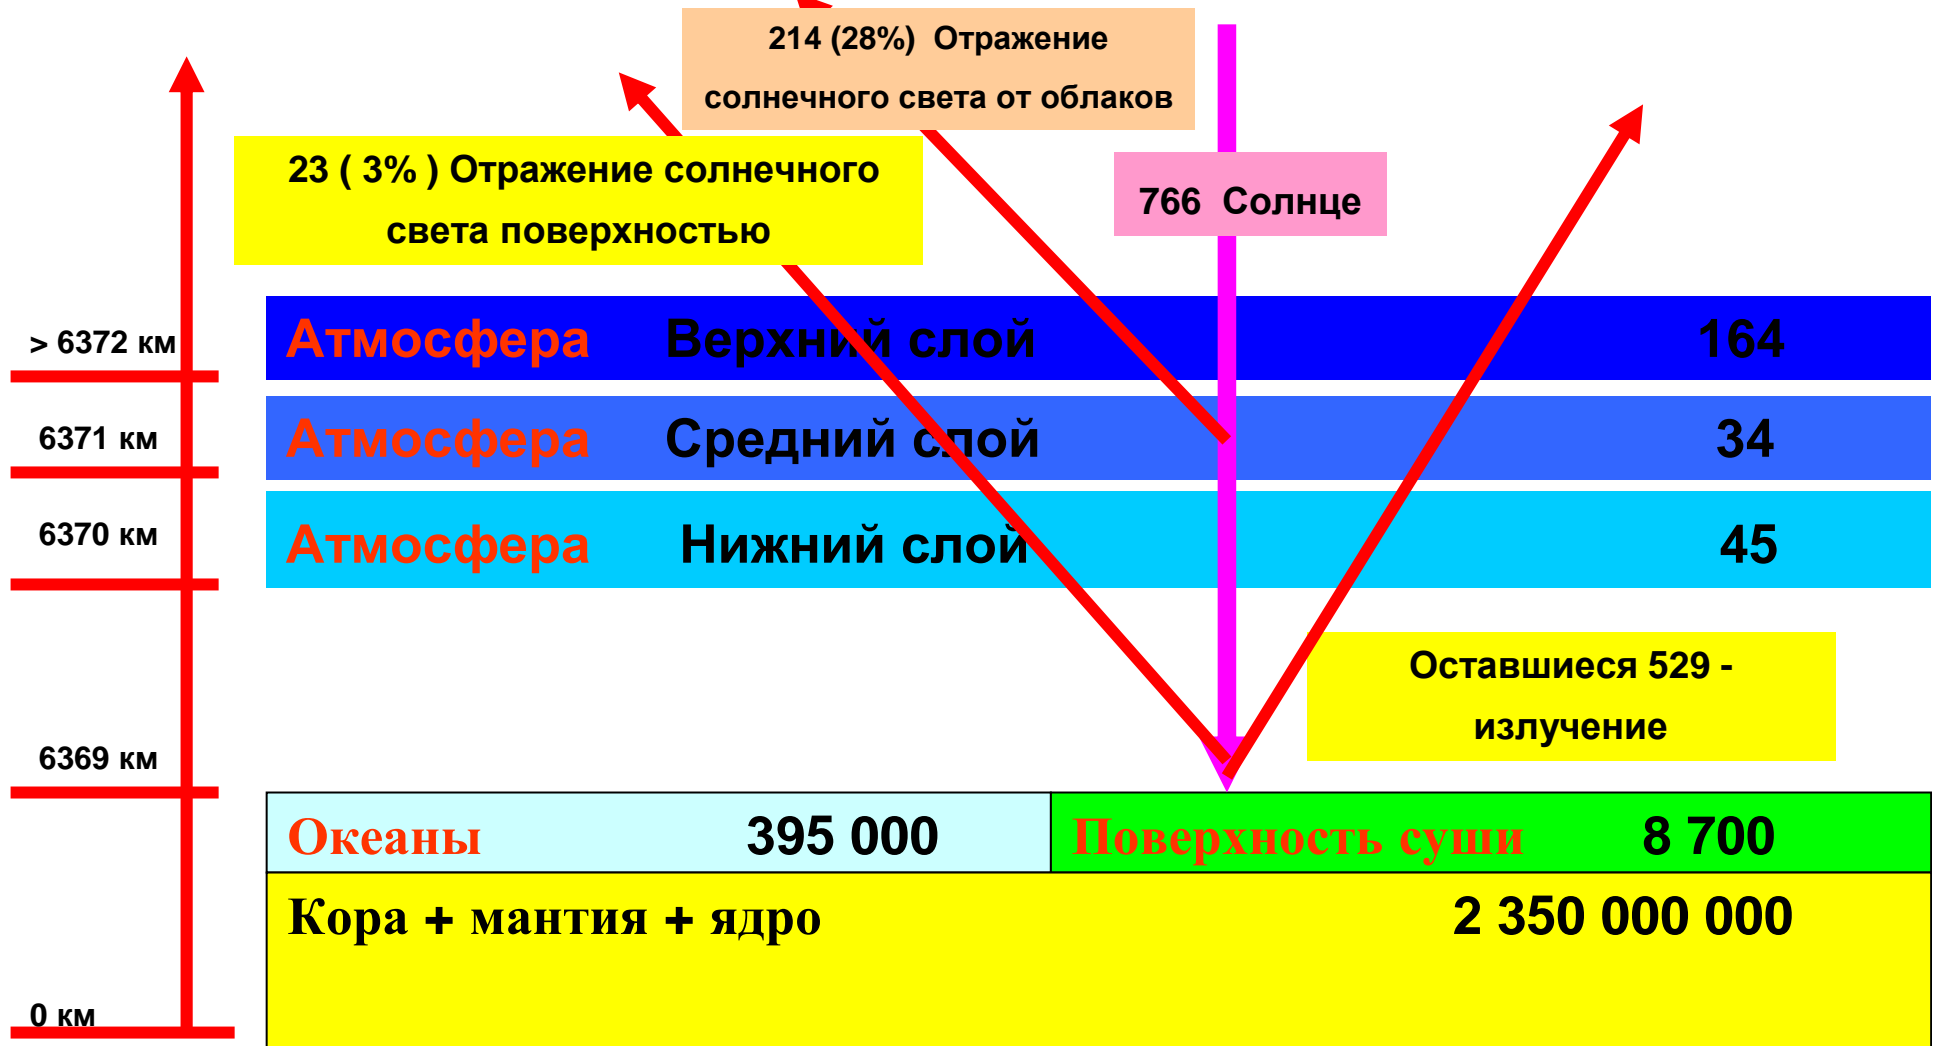 214 (28%) Отражение
солнечного света от облаков
23 ( 3% ) Отражение солнечного
света поверхностью
766 Солнце
> 6372 км
Атмосфера Верхний слой 164
6371 км
Атмосфера Средний слой 34
6370 км
Атмосфера Нижний слой 45
Оставшиеся 529 -
излучение
6369 км
Океаны 395 000
Поверхность суши 8 700
Кора + мантия + ядро 2 350 000 000
0 км